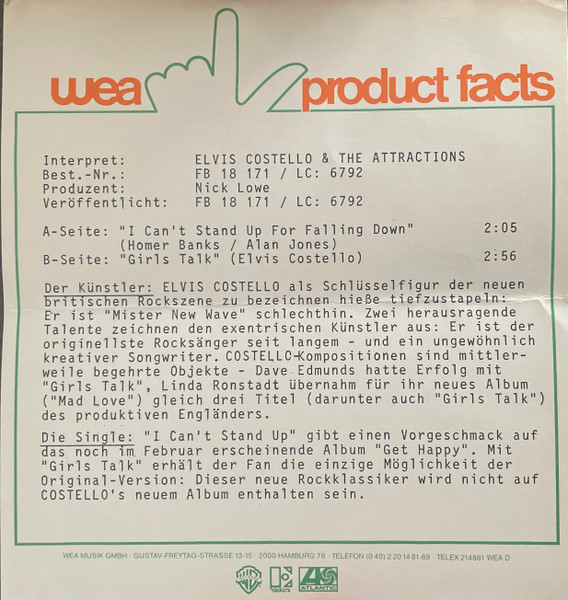 wea product facts
Interpret: ELVIS COSTELLO & THE ATTRACTIONS
Best.-Nr.: FB 18 171 / LC: 6792
Produzent: Nick Lowe
Veröffentlicht: FB 18 171 / LC: 6792
A-Seite: "I Can't Stand Up For Falling Down" 2:05
(Homer Banks / Alan Jones)
B-Seite: "Girls Talk" (Elvis Costello) 2:56
Der Künstler: ELVIS COSTELLO als Schlüsselfigur der neuen
britischen Rockszene zu bezeichnen hieße tiefzustapeln:
Er ist "Mister New Wave" schlechthin. Zwei herausragende
Talente zeichnen den exentrischen Künstler aus: Er ist der
originellste Rocksänger seit langem - und ein ungewöhnlich
kreativer Songwriter. COSTELLO-Kompositionen sind mittler-
weile begehrte Objekte - Dave Edmunds hatte Erfolg mit
"Girls Talk", Linda Ronstadt übernahm für ihr neues Album
("Mad Love") gleich drei Titel (darunter auch "Girls Talk")
des produktiven Engländers.
Die Single: "I Can't Stand Up" gibt einen Vorgeschmack auf
das noch im Februar erscheinende Album "Get Happy". Mit
"Girls Talk" erhält der Fan die einzige Möglichkeit der
Original-Version: Dieser neue Rockklassiker wird nicht auf
COSTELLO's neuem Album enthalten sein.
WEA MUSIK GMBH · GUSTAV-FREYTAG-STRASSE 13-15 · 2000 HAMBURG 76 · TELEFON (0 40) 2 20 14 81-89 · TELEX 214881 WEA D
ATLANTIC